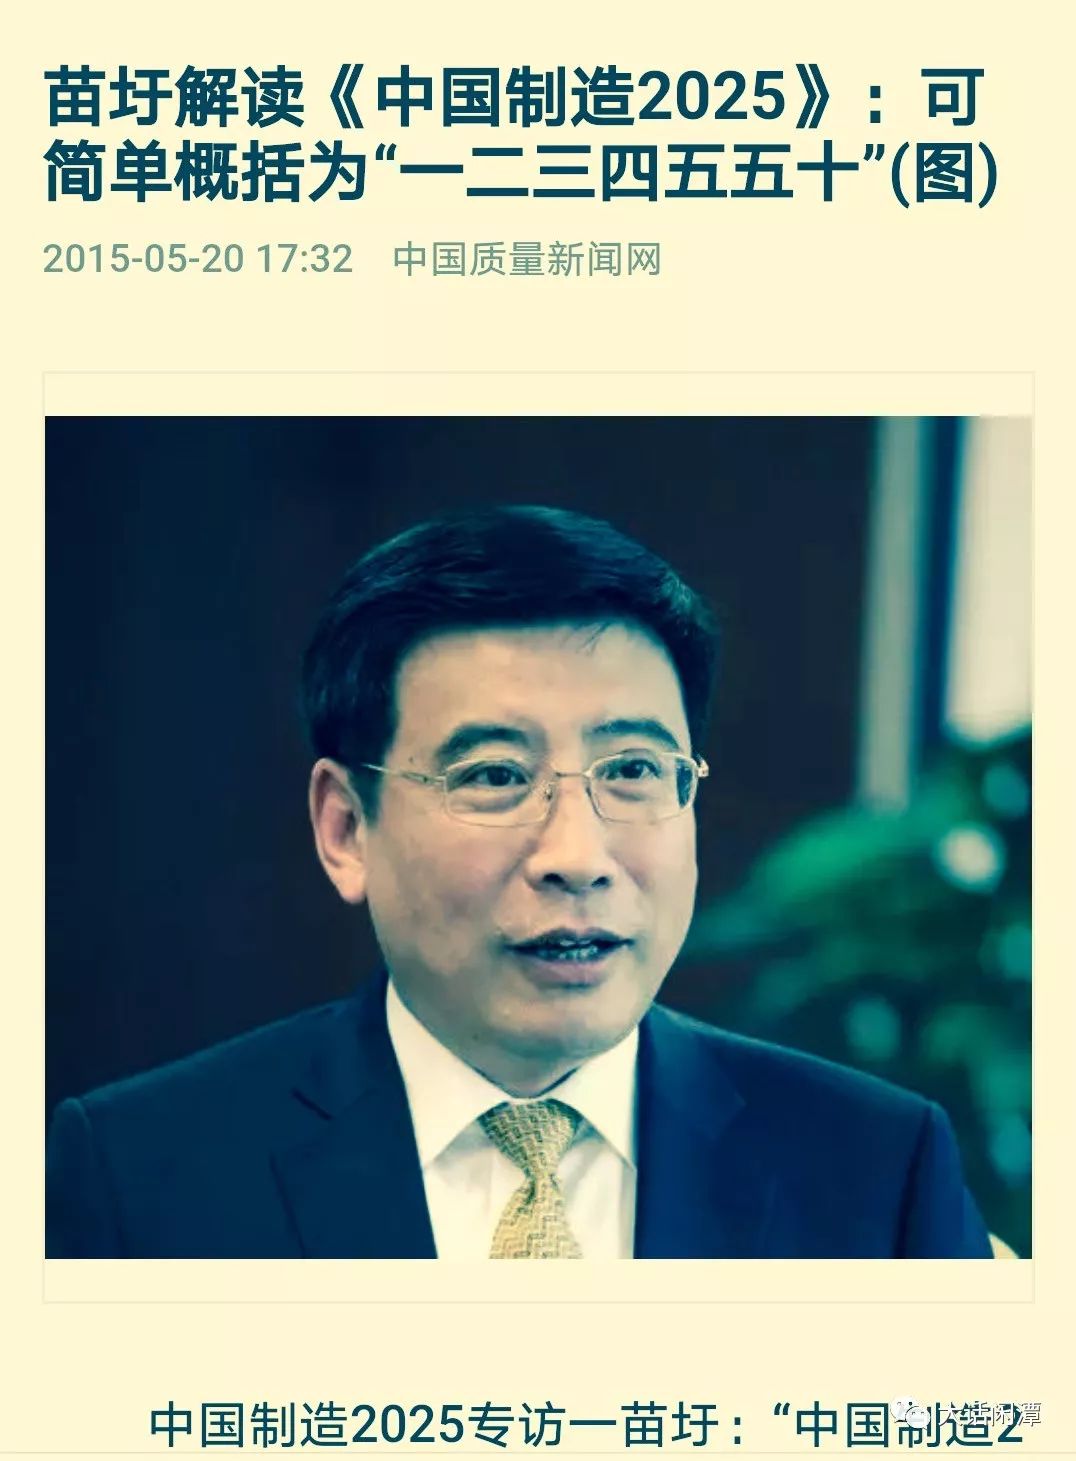 苗圩解读《中国制造2025》：可
简单概括为“一二三四五五十”(图)
2015-05-20 17:32 中国质量新闻网
中国制造2025专访一苗圩：“中国制造2
大话闲潭